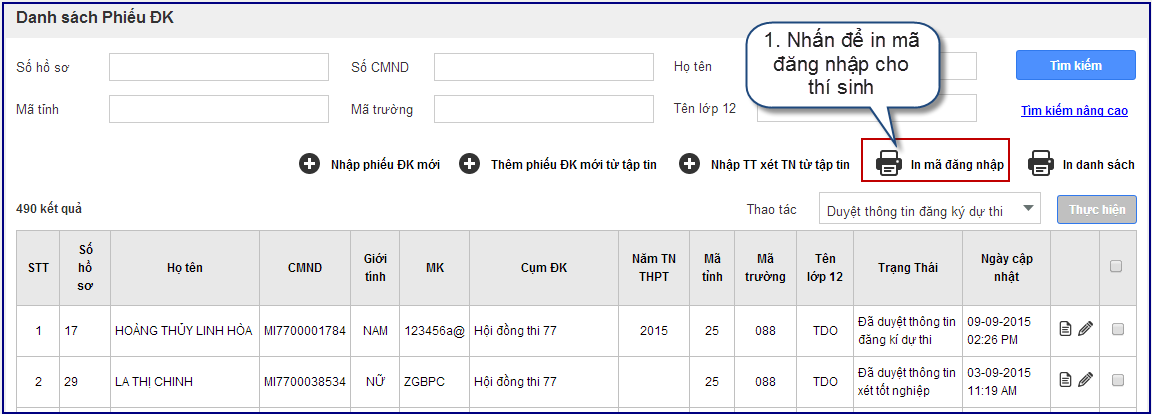 Danh sách Phiếu ĐK
1. Nhấn để in mã
đăng nhập cho
thí sinh
Số hồ sơ
Số CMND
Họ tên
Tìm kiếm
Mã tỉnh
Mã trường
Tên lớp 12
Tìm kiếm nâng cao
Nhập phiếu ĐK mới
Thêm phiếu ĐK mới từ tập tin
Nhập TT xét TN từ tập tin
In mã đăng nhập
In danh sách
490 kết quả
Thao tác
Duyệt thông tin đăng ký dự thi
Thực hiện
STT
Số
hồ
sơ
Họ tên
CMND
Giới
tính
MK
Cụm ĐK
Năm TN
THPT
Mã
tỉnh
Mã
trường
Tên
lớp 12
Trạng Thái
Ngày cập
nhật
1
17
HOÀNG THỦY LINH HÒA
MI7700001784
NAM
123456a@
Hội đồng thi 77
2015
25
088
TDO
Đã duyệt thông tin
đăng kí dự thi
09-09-2015
02:26 PM
2
29
LA THỊ CHINH
MI7700038534
NỮ
ZGBPC
Hội đồng thi 77
25
088
TDO
Đã duyệt thông tin
xét tốt nghiệp
03-09-2015
11:19 AM